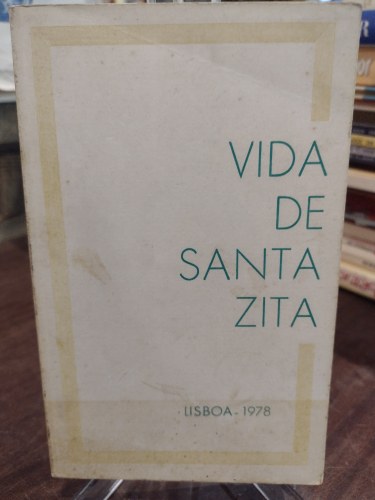 VIDA
DE
SANTA
ZITA
LISBOA - 1978